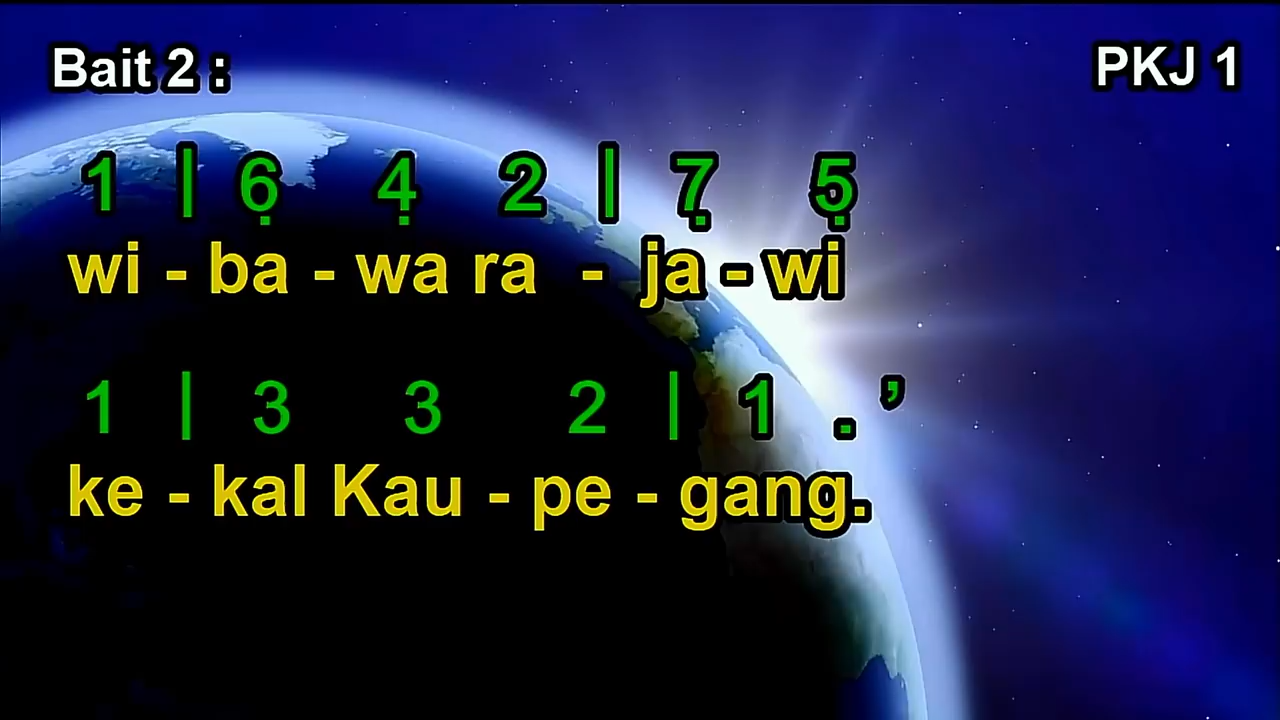 Bait 2 :
PKJ 1
1 | 6̣ 4̣ 2 | 7̣ 5̣
wi - ba - wa ra - ja - wi
1 | 3 3 2 | 1 . ’
ke - kal Kau - pe - gang.